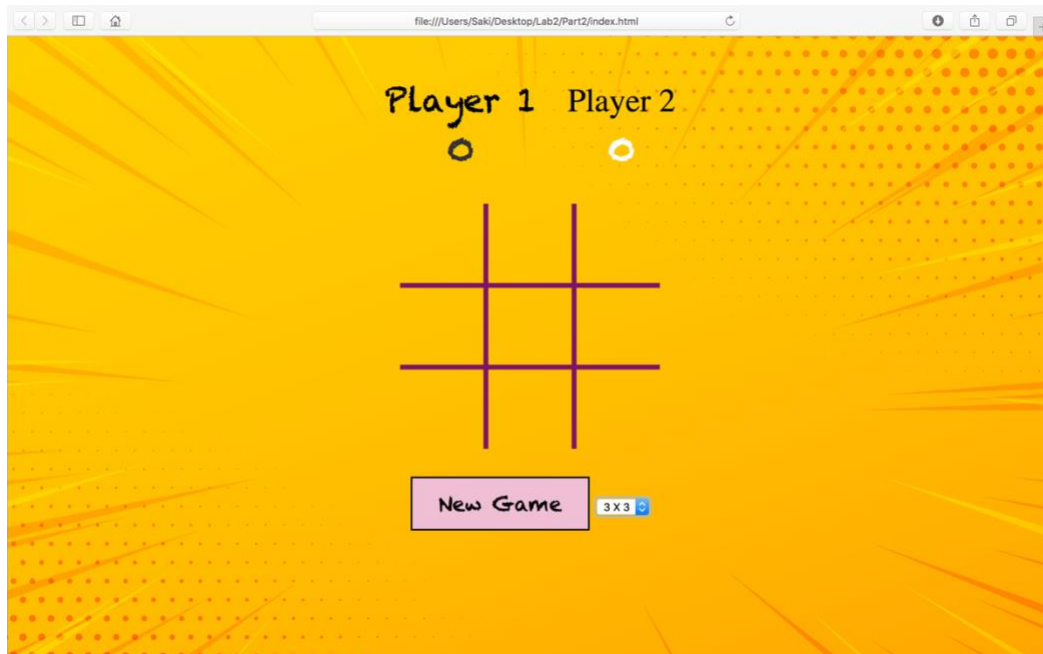 file:///Users/Saki/Desktop/Lab2/Part2/index.html
Player 1 Player 2
New Game 3 X 3